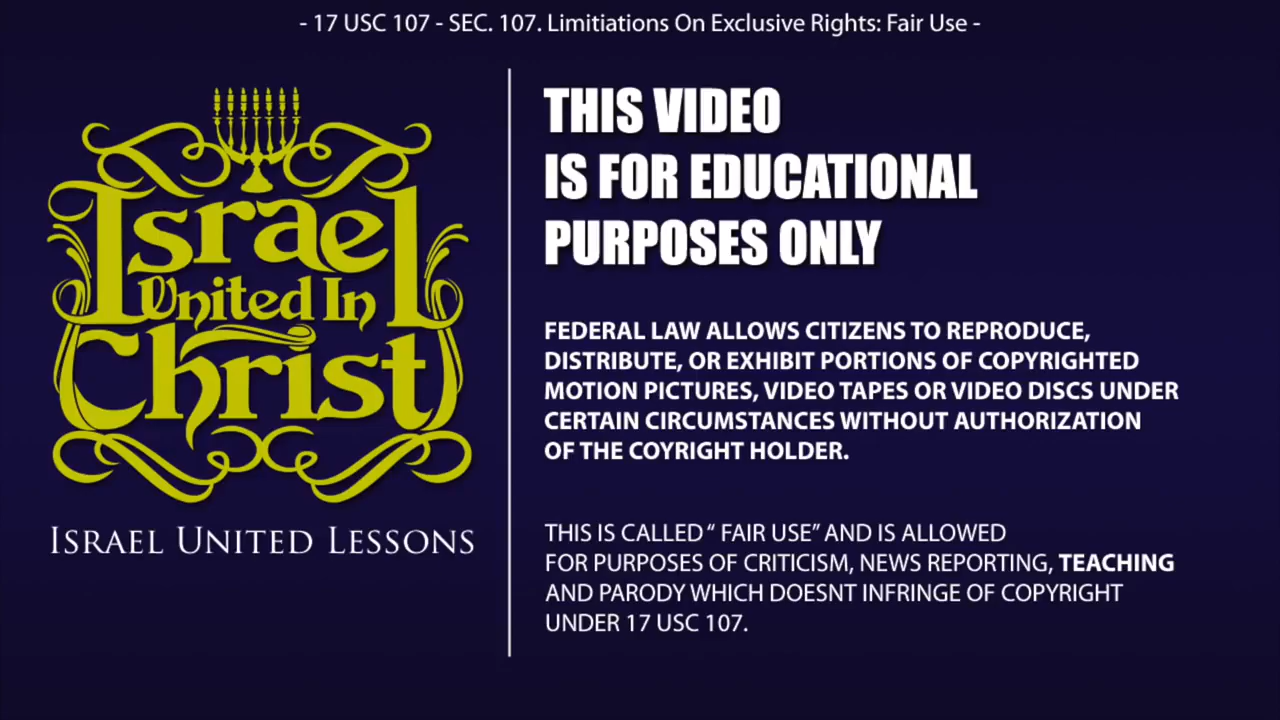 - 17 USC 107 - SEC. 107. Limitiations On Exclusive Rights: Fair Use -
Israel
United In
Christ
ISRAEL UNITED LESSONS
THIS VIDEO
IS FOR EDUCATIONAL
PURPOSES ONLY
FEDERAL LAW ALLOWS CITIZENS TO REPRODUCE,
DISTRIBUTE, OR EXHIBIT PORTIONS OF COPYRIGHTED
MOTION PICTURES, VIDEO TAPES OR VIDEO DISCS UNDER
CERTAIN CIRCUMSTANCES WITHOUT AUTHORIZATION
OF THE COYRIGHT HOLDER.
THIS IS CALLED “ FAIR USE” AND IS ALLOWED
FOR PURPOSES OF CRITICISM, NEWS REPORTING, TEACHING
AND PARODY WHICH DOESNT INFRINGE OF COPYRIGHT
UNDER 17 USC 107.